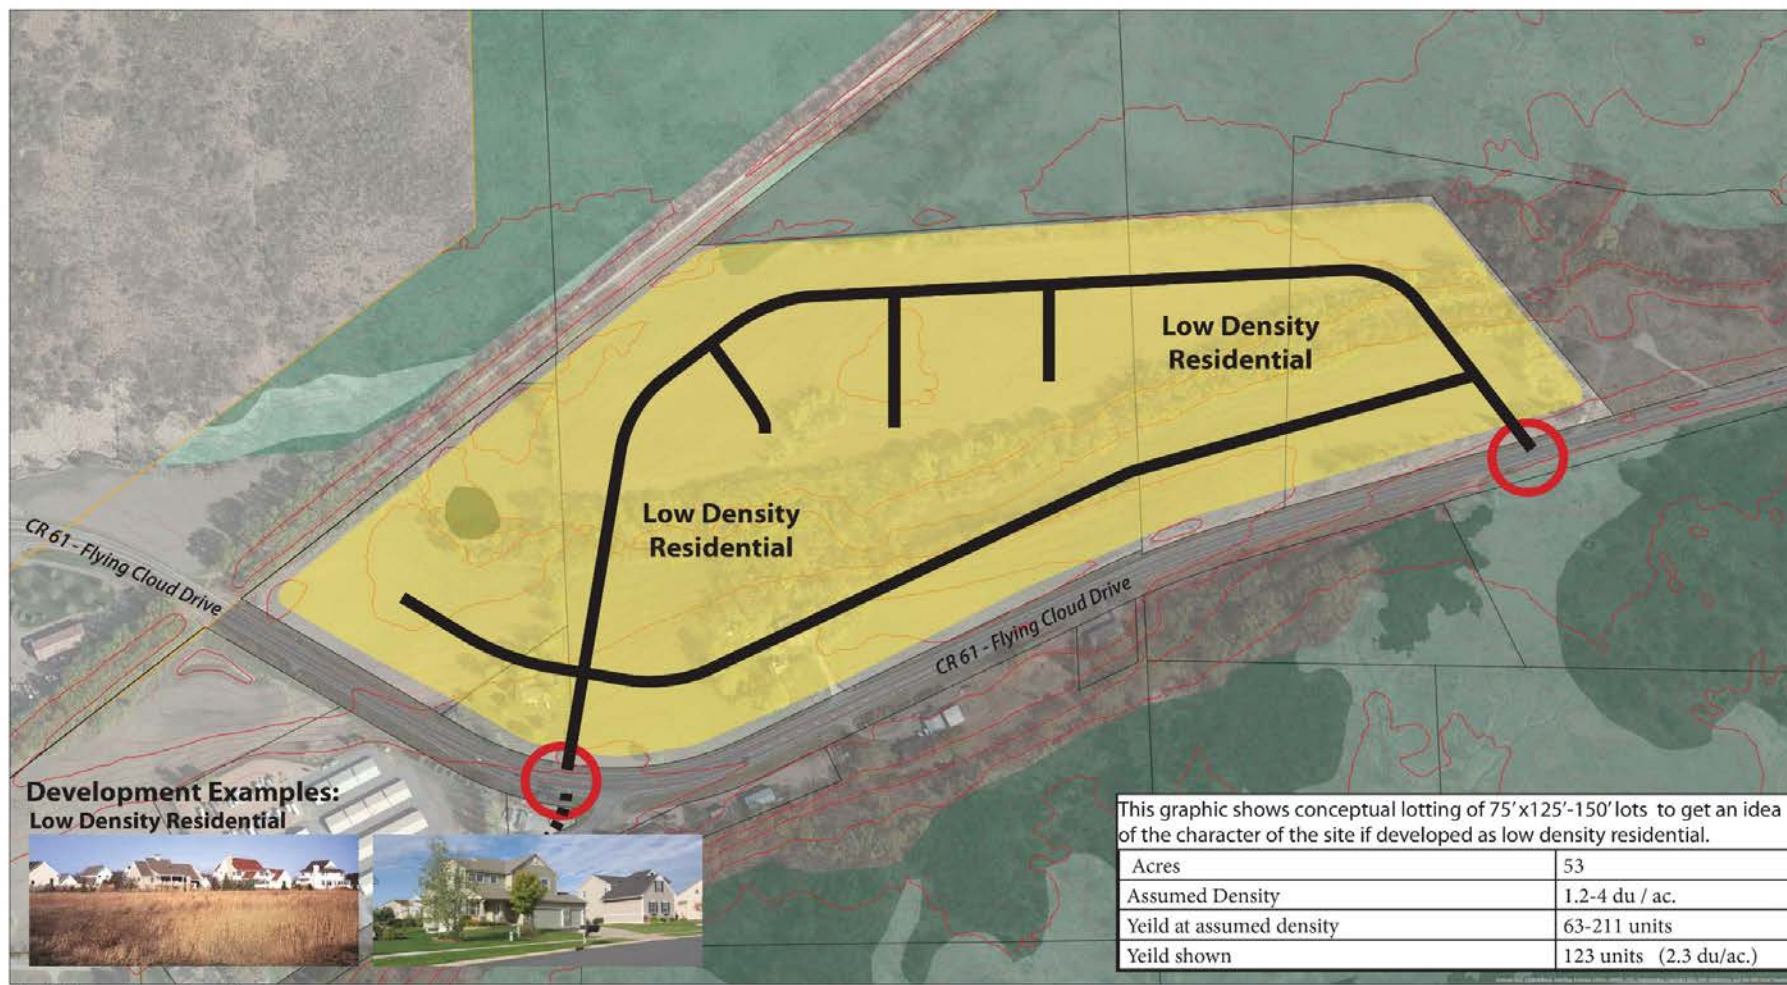 Low Density
Residential
Low Density
Residential
CR 61 - Flying Cloud Drive
CR 61 - Flying Cloud Drive
Development Examples:
Low Density Residential
This graphic shows conceptual lotting of 75'x125'-150' lots to get an idea
of the character of the site if developed as low density residential.
Acres 53
Assumed Density 1.2-4 du / ac.
Yeild at assumed density 63-211 units
Yeild shown 123 units (2.3 du/ac.)